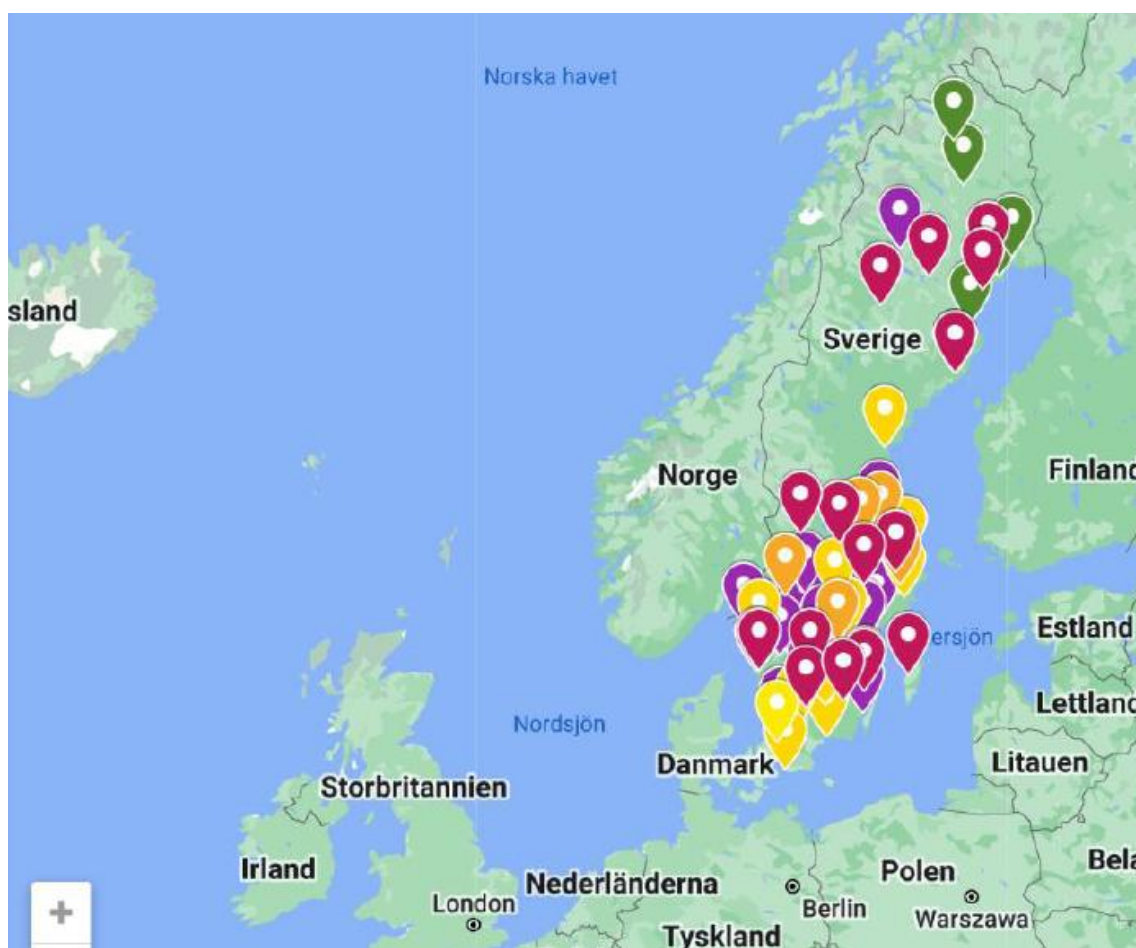 Norska havet
sland
Sverige
Norge
Finland
ersjön
Estland
Lettland
Nordsjön
Danmark
Litauen
Storbritannien
Irland
Nederländerna
Polen
Bela
London
Berlin
Warszawa
Tyskland
+